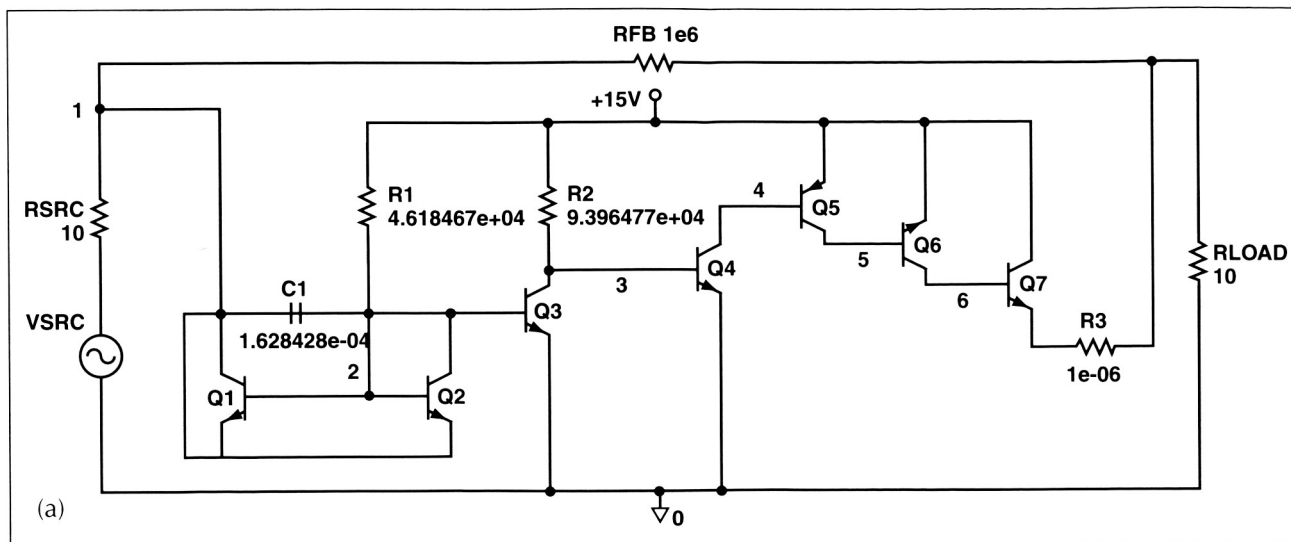 RFB 1e6
+15V
1
R1
4.618467e+04
R2
9.396477e+04
4
Q5
RSRC
10
Q6
5
Q4
RLOAD
10
3
Q7
C1
6
Q3
1.628428e-04
VSRC
R3
2
1e-06
Q1
Q2
(a)
0